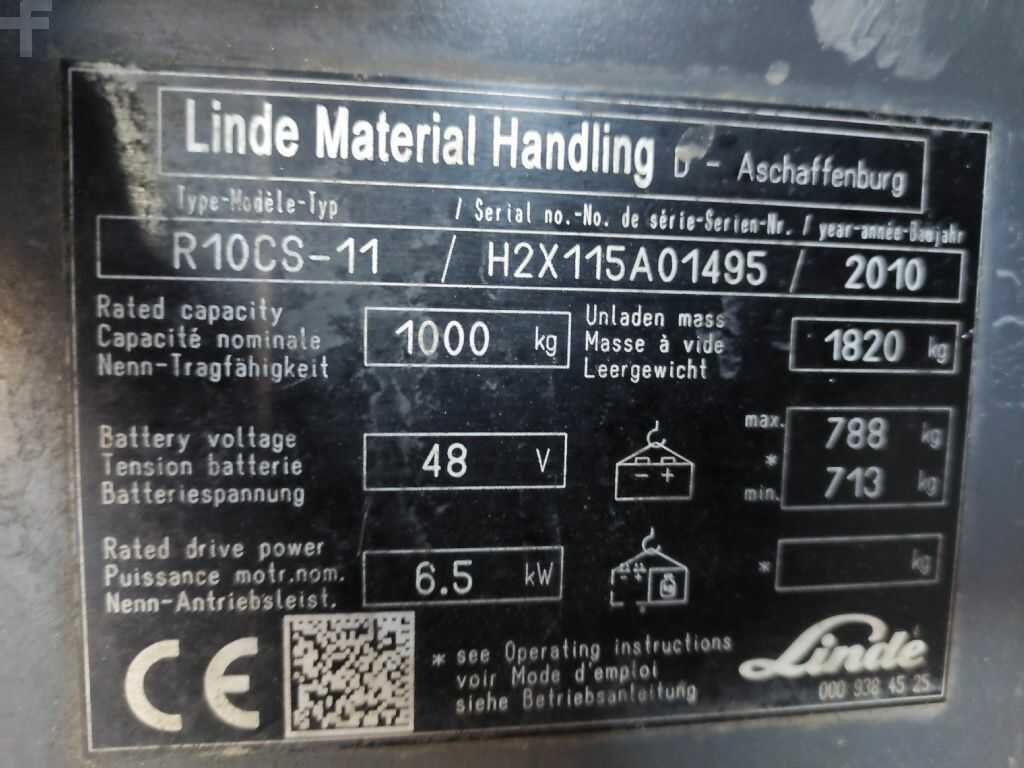 Linde Material Handling D - Aschaffenburg
Type-Modèle-Typ / Serial no.-No. de série-Serien-Nr. / year-année-Baujahr
R10CS-11 / H2X115A01495 / 2010
Rated capacity
Capacité nominale
Nenn-Tragfähigkeit
1000 kg
Unladen mass
Masse à vide
Leergewicht
1820 kg
Battery voltage
Tension batterie
Batteriespannung
48 V
- +
max. 788 kg
*
min. 713 kg
Rated drive power
Puissance motr.nom.
Nenn-Antriebsleist.
6.5 kW
* kg
CE
* see Operating instructions
voir Mode d'emploi
siehe Betriebsanleitung
Linde
000 938 45 25